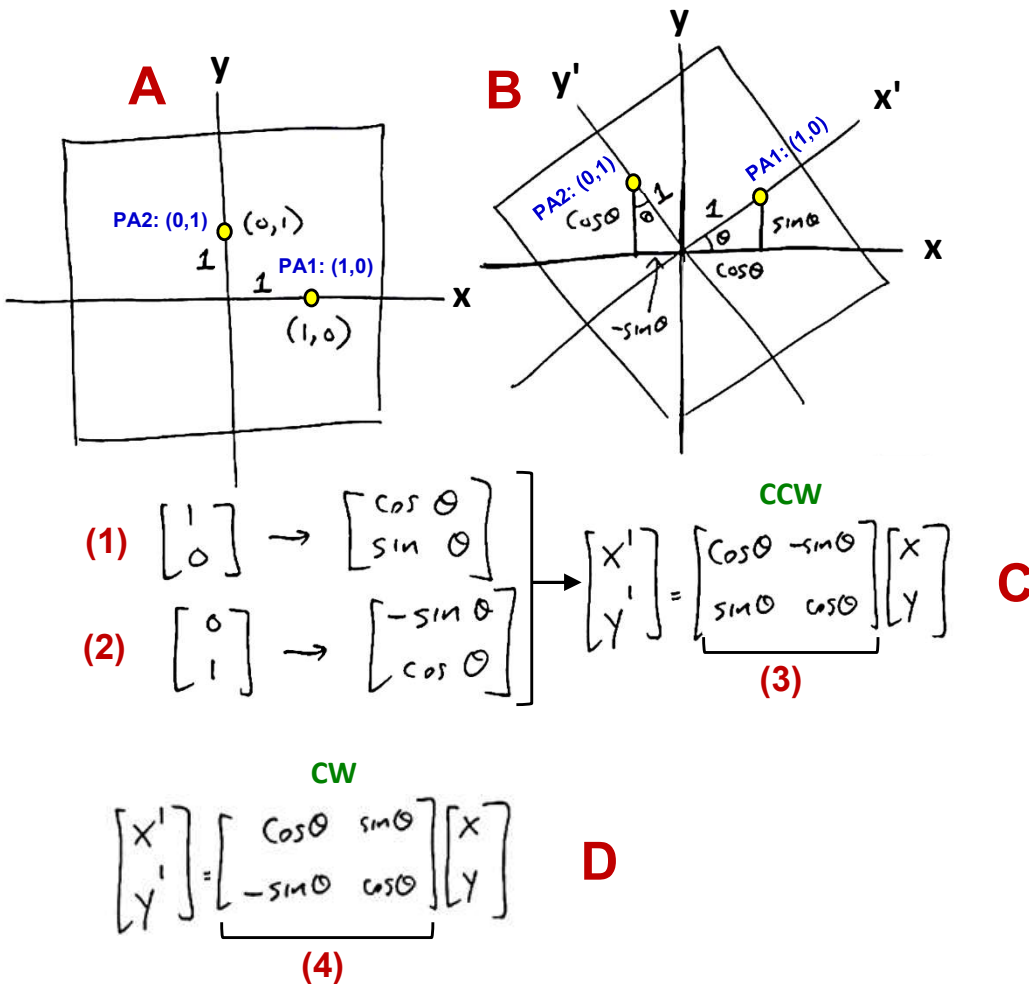 A
y
PA2: (0,1) (0,1)
1
PA1: (1,0)
1
x
(1,0)
B
y
y'
x'
PA2: (0,1)
PA1: (1,0)
1
1
Cosθ
θ
θ
sinθ
x
cosθ
-sinθ
(1) [1 0] → [cos θ sin θ]
(2) [0 1] → [-sin θ cos θ]
CCW
[x' y'] = [Cosθ -sinθ sinθ cosθ] [x y]
(3)
C
CW
[x' y'] = [Cosθ sinθ -sinθ cosθ] [x y]
(4)
D